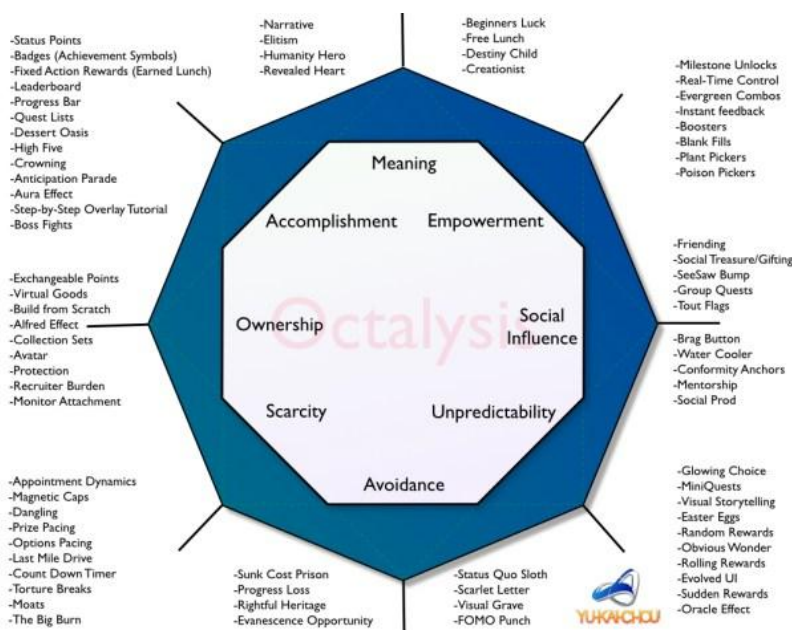 -Narrative
-Elitism
-Humanity Hero
-Revealed Heart
-Beginners Luck
-Free Lunch
-Destiny Child
-Creationist
-Status Points
-Badges (Achievement Symbols)
-Fixed Action Rewards (Earned Lunch)
-Leaderboard
-Progress Bar
-Quest Lists
-Dessert Oasis
-High Five
-Crowning
-Anticipation Parade
-Aura Effect
-Step-by-Step Overlay Tutorial
-Boss Fights
-Milestone Unlocks
-Real-Time Control
-Evergreen Combos
-Instant feedback
-Boosters
-Blank Fills
-Plant Pickers
-Poison Pickers
Meaning
Accomplishment
Empowerment
-Exchangeable Points
-Virtual Goods
-Build from Scratch
-Alfred Effect
-Collection Sets
-Avatar
-Protection
-Recruiter Burden
-Monitor Attachment
Ownership
Octalysis
Social
Influence
-Friending
-Social Treasure/Gifting
-SeeSaw Bump
-Group Quests
-Tout Flags
-Brag Button
-Water Cooler
-Conformity Anchors
-Mentorship
-Social Prod
Scarcity
Unpredictability
Avoidance
-Appointment Dynamics
-Magnetic Caps
-Dangling
-Prize Pacing
-Options Pacing
-Last Mile Drive
-Count Down Timer
-Torture Breaks
-Moats
-The Big Burn
-Sunk Cost Prison
-Progress Loss
-Rightful Heritage
-Evanescence Opportunity
-Status Quo Sloth
-Scarlet Letter
-Visual Grave
-FOMO Punch
-Glowing Choice
-MiniQuests
-Visual Storytelling
-Easter Eggs
-Random Rewards
-Obvious Wonder
-Rolling Rewards
-Evolved UI
-Sudden Rewards
-Oracle Effect
YU-KAI CHOU